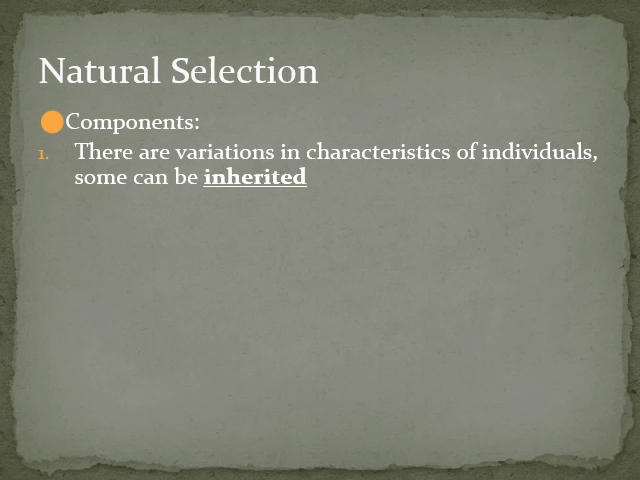 Natural Selection
Components:
1. There are variations in characteristics of individuals,
some can be inherited